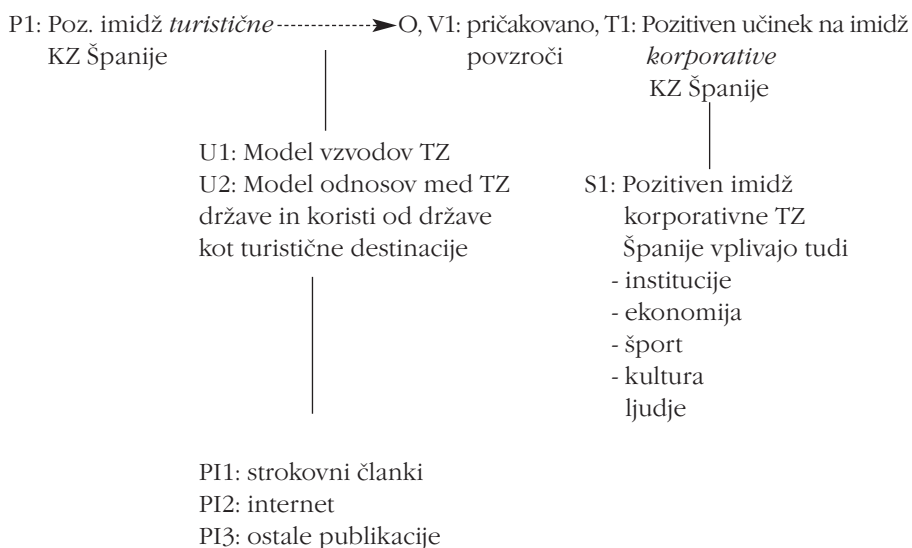 P1: Poz. imidž turistične
KZ Španije
O, V1: pričakovano,
povzroči
T1: Pozitiven učinek na imidž
korporative
KZ Španije
U1: Model vzvodov TZ
U2: Model odnosov med TZ
države in koristi od države
kot turistične destinacije
S1: Pozitiven imidž
korporativne TZ
Španije vplivajo tudi
- institucije
- ekonomija
- šport
- kultura
ljudje
PI1: strokovni članki
PI2: internet
PI3: ostale publikacije